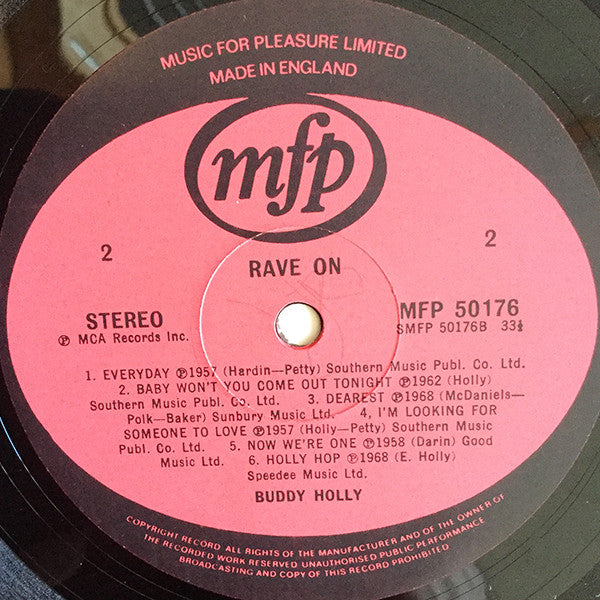 MUSIC FOR PLEASURE LIMITED
MADE IN ENGLAND
mfp
2
2
RAVE ON
STEREO
℗ MCA Records Inc.
MFP 50176
SMFP 50176B 33⅓
1. EVERYDAY ℗1957 (Hardin—Petty) Southern Music Publ. Co. Ltd.
2. BABY WON'T YOU COME OUT TONIGHT ℗1962 (Holly)
Southern Music Publ. Co. Ltd. 3. DEAREST ℗1968 (McDaniels—
Polk—Baker) Sunbury Music Ltd. 4, I'M LOOKING FOR
SOMEONE TO LOVE ℗1957 (Holly—Petty) Southern Music
Publ. Co. Ltd. 5. NOW WE'RE ONE ℗1958 (Darin) Good
Music Ltd. 6. HOLLY HOP ℗1968 (E. Holly)
Speedee Music Ltd.
BUDDY HOLLY
COPYRIGHT RECORD ALL RIGHTS OF THE MANUFACTURER AND OF THE OWNER OF
THE RECORDED WORK RESERVED UNAUTHORISED PUBLIC PERFORMANCE
BROADCASTING AND COPY OF THIS RECORD PROHIBITED